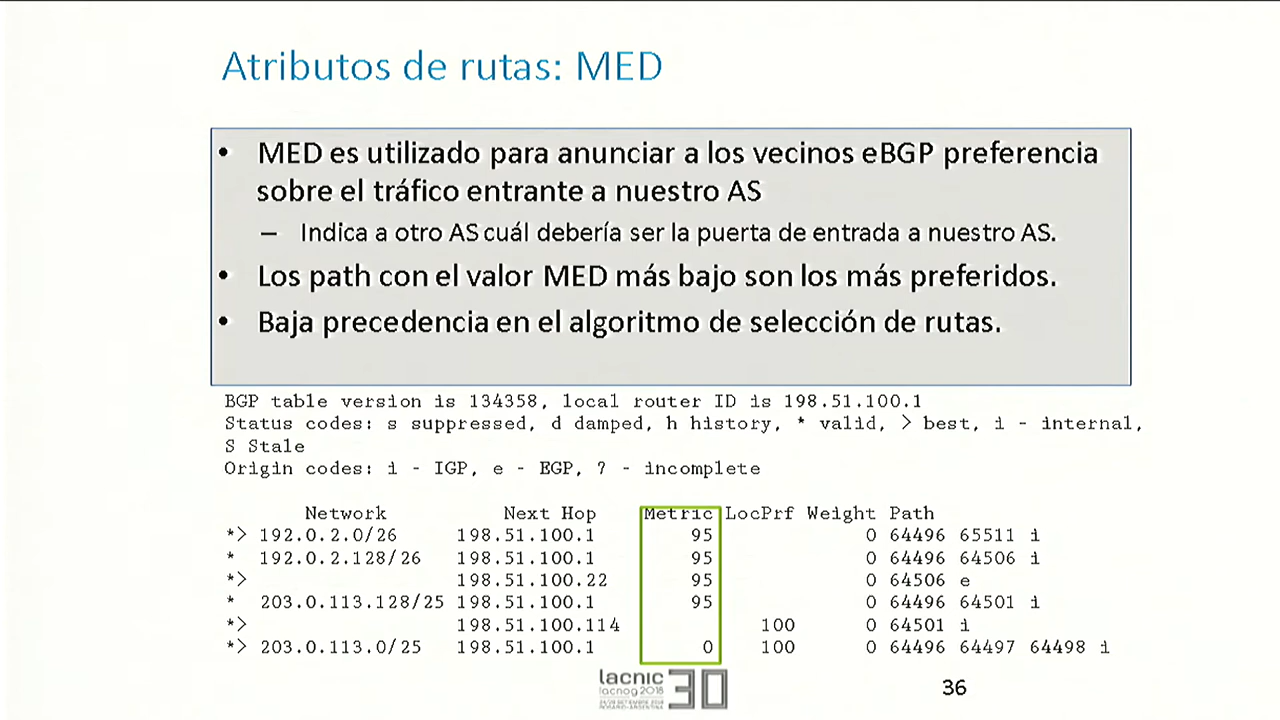 Atributos de rutas: MED
• MED es utilizado para anunciar a los vecinos eBGP preferencia
sobre el tráfico entrante a nuestro AS
– Indica a otro AS cuál debería ser la puerta de entrada a nuestro AS.
• Los path con el valor MED más bajo son los más preferidos.
• Baja precedencia en el algoritmo de selección de rutas.
BGP table version is 134358, local router ID is 198.51.100.1
Status codes: s suppressed, d damped, h history, * valid, > best, i - internal,
S Stale
Origin codes: i - IGP, e - EGP, ? - incomplete
Network Next Hop Metric LocPrf Weight Path
*> 192.0.2.0/26 198.51.100.1 95 0 64496 65511 i
* 192.0.2.128/26 198.51.100.1 95 0 64496 64506 i
*> 198.51.100.22 95 0 64506 e
* 203.0.113.128/25 198.51.100.1 95 0 64496 64501 i
*> 198.51.100.114 100 0 64501 i
*> 203.0.113.0/25 198.51.100.1 0 100 0 64496 64497 64498 i
lacnic 30
lacnog 2018
24/28 SETIEMBRE 2018
ROSARIO - ARGENTINA
36